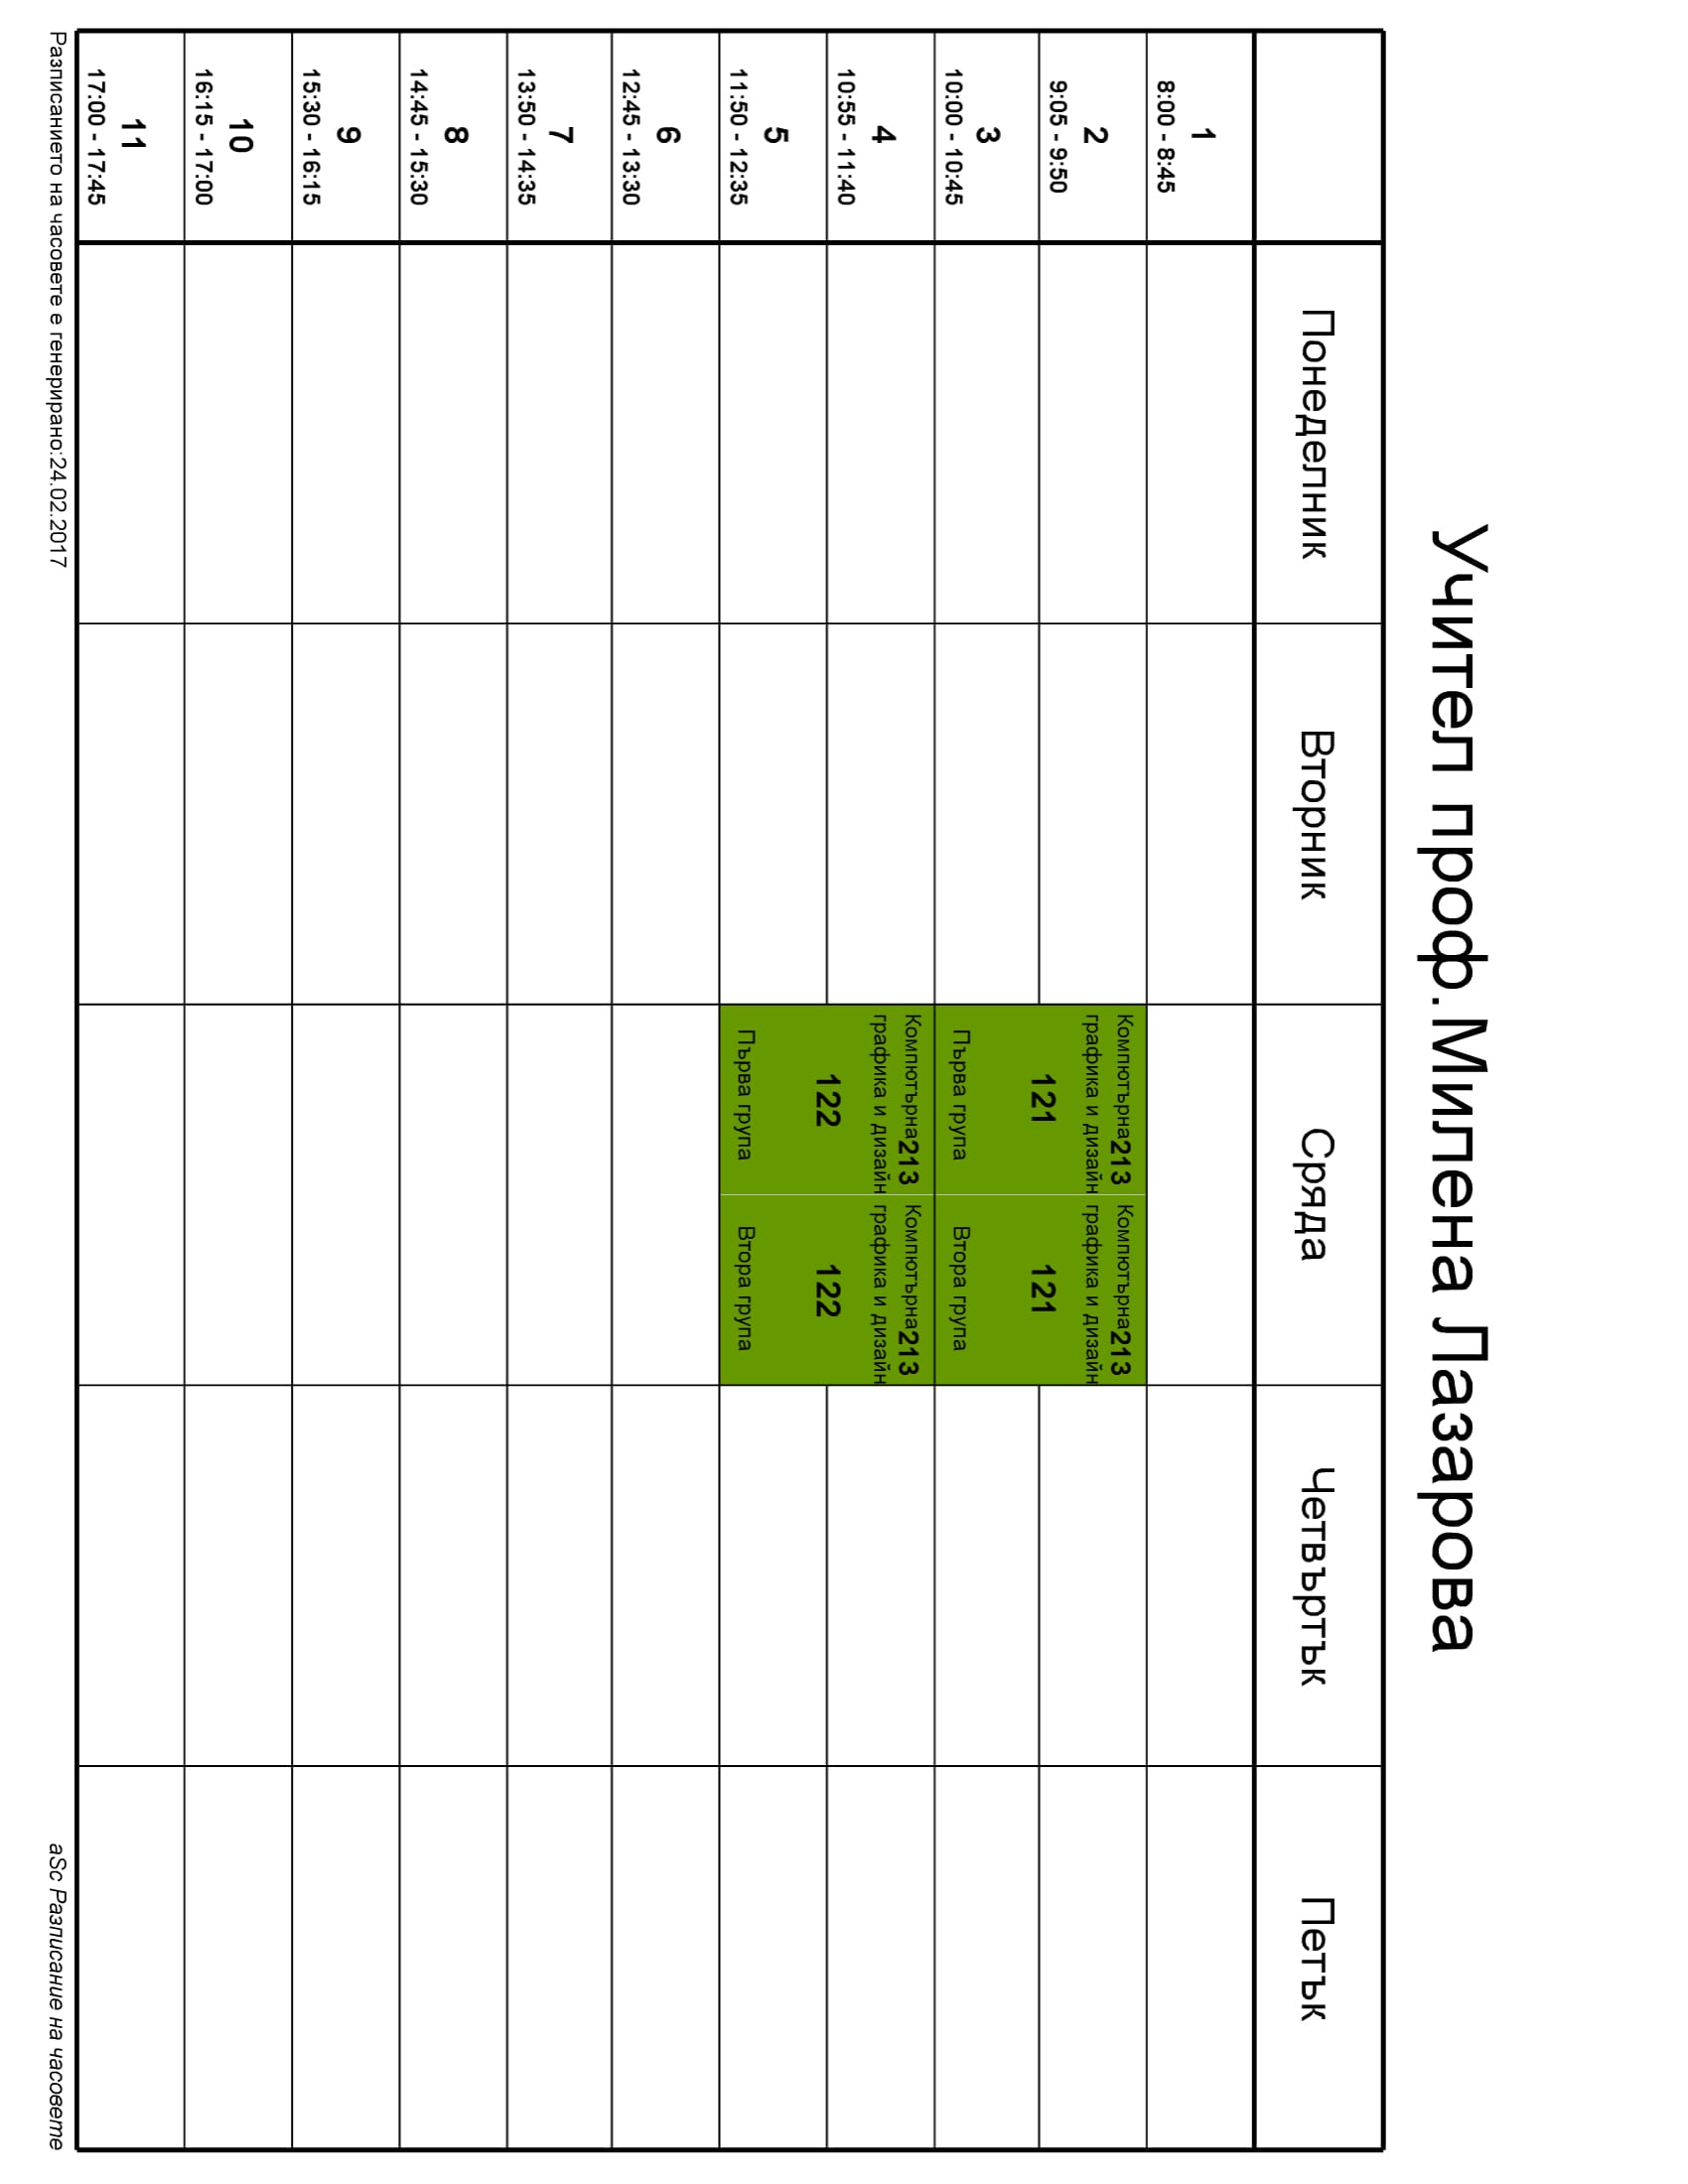 Учител проф. Милена Лазарова
Понеделник
Вторник
Сряда
Четвъртък
Петък
1
8:00 - 8:45
2
9:05 - 9:50
3
10:00 - 10:45
Компютърна
графика и дизайн
213
121
Първа група
Компютърна
графика и дизайн
213
121
Втора група
4
10:55 - 11:40
5
11:50 - 12:35
Компютърна
графика и дизайн
213
122
Първа група
Компютърна
графика и дизайн
213
122
Втора група
6
12:45 - 13:30
7
13:50 - 14:35
8
14:45 - 15:30
9
15:30 - 16:15
10
16:15 - 17:00
11
17:00 - 17:45
Разписанието на часовете е генерирано:24.02.2017
aSc Разписание на часовете